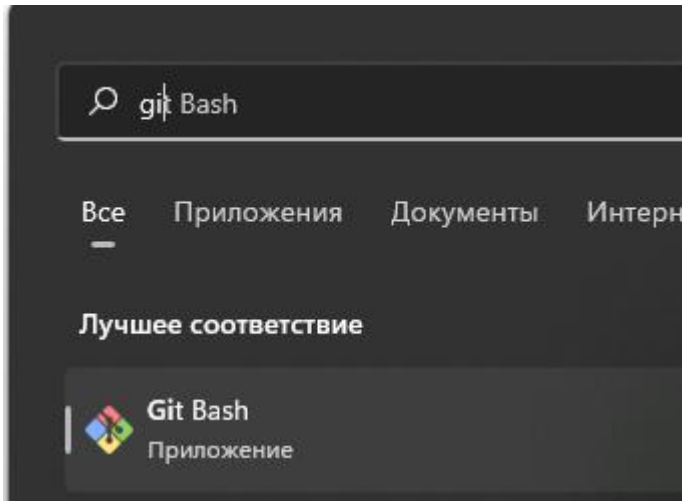 git Bash
Все Приложения Документы Интерн
Лучшее соответствие
Git Bash
Приложение